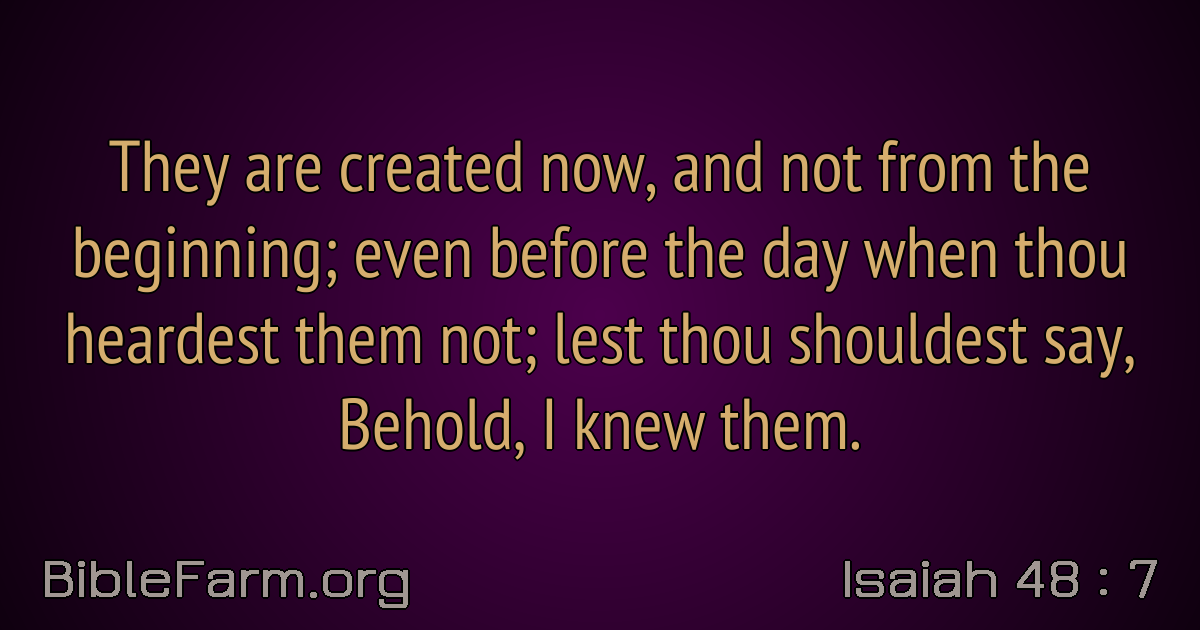 They are created now, and not from the
beginning; even before the day when thou
heardest them not; lest thou shouldest say,
Behold, I knew them.
BibleFarm.org
Isaiah 48 : 7